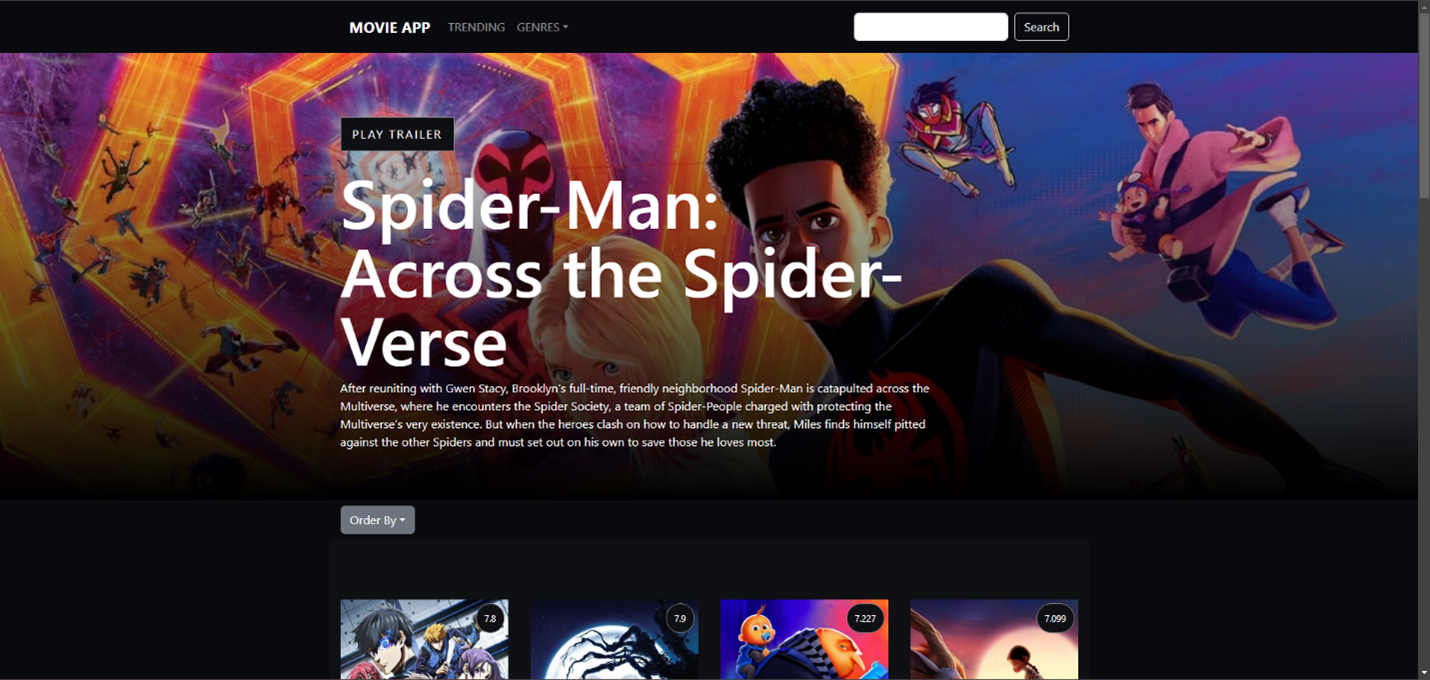 MOVIE APP TRENDING GENRES Search
PLAY TRAILER
Spider-Man:
Across the Spider-
Verse
After reuniting with Gwen Stacy, Brooklyn's full-time, friendly neighborhood Spider-Man is catapulted across the
Multiverse, where he encounters the Spider Society, a team of Spider-People charged with protecting the
Multiverse's very existence. But when the heroes clash on how to handle a new threat, Miles finds himself pitted
against the other Spiders and must set out on his own to save those he loves most.
Order By
7.8 7.9 7.227 7.099